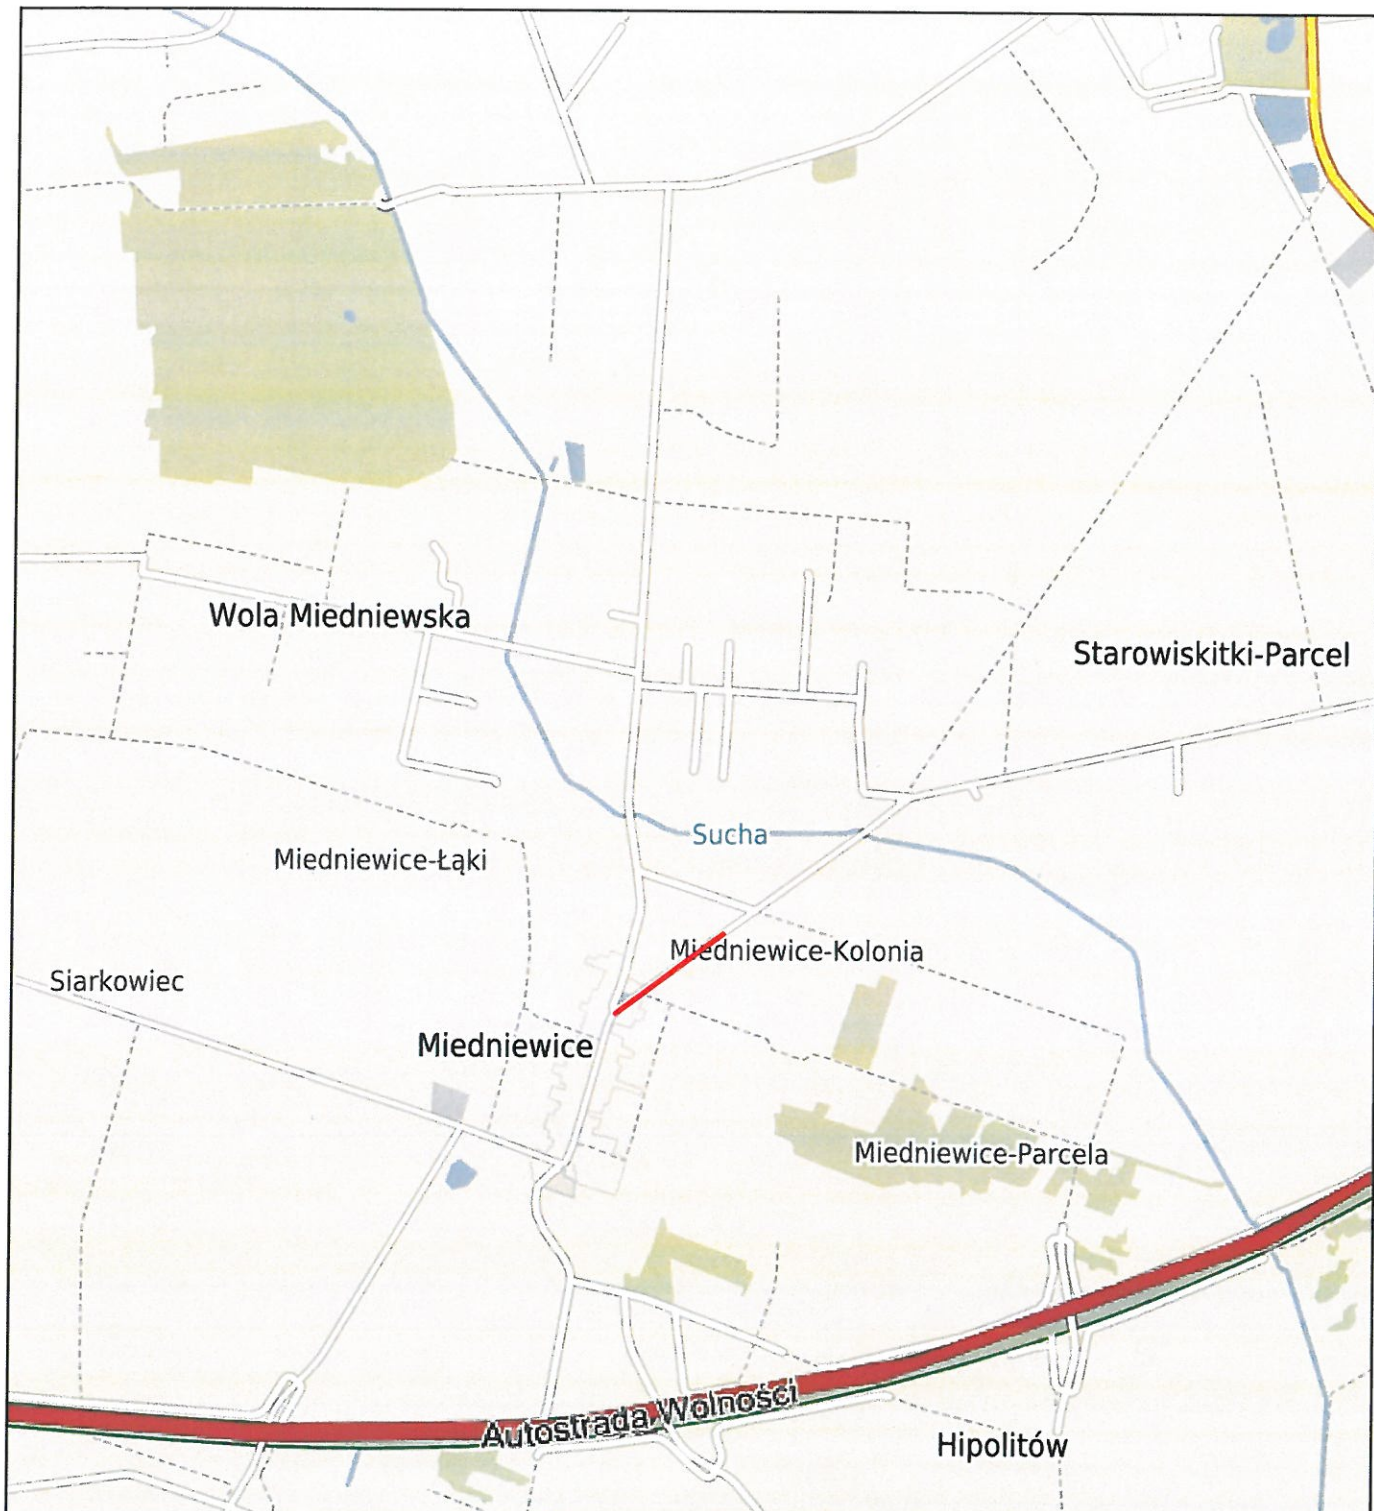 Wola Miedniewska
Starowiskitki-Parcel
Sucha
Miedniewice-Łąki
Miedniewice-Kolonia
Siarkowiec
Miedniewice
Miedniewice-Parcela
Autostrada Wolności
Hipolitów